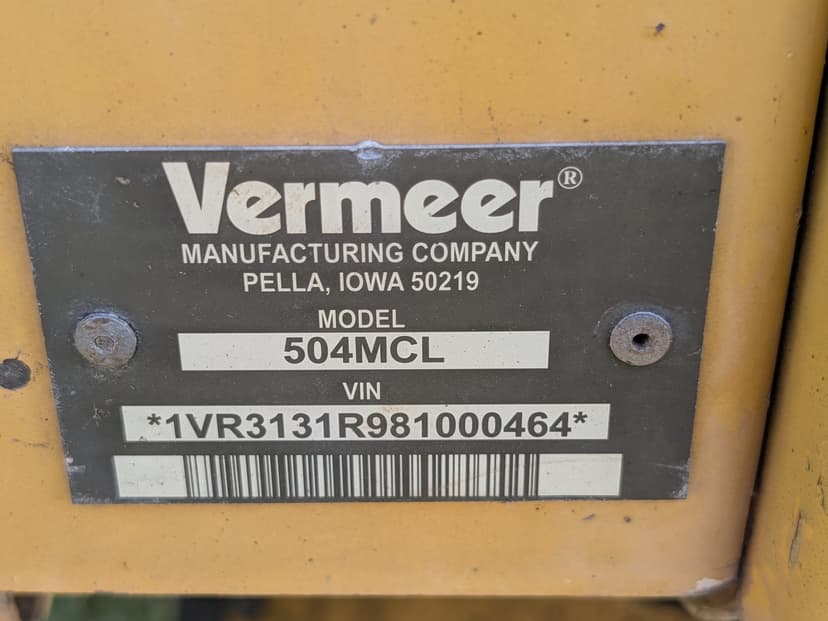 Vermeer®
MANUFACTURING COMPANY
PELLA, IOWA 50219
MODEL
504MCL
VIN
*1VR3131R981000464*